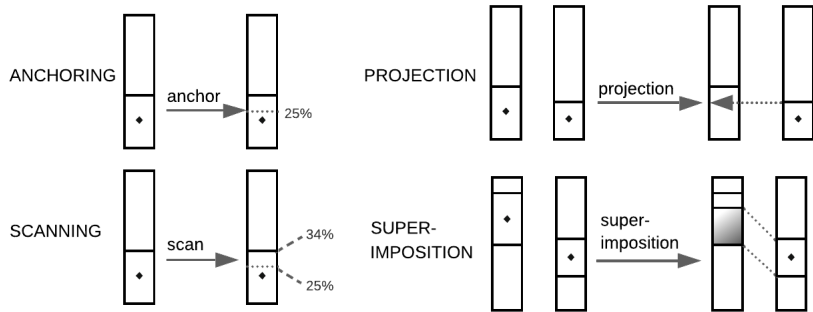 ANCHORING
anchor
25%
PROJECTION
projection
SCANNING
scan
34%
25%
SUPER-
IMPOSITION
super-
imposition